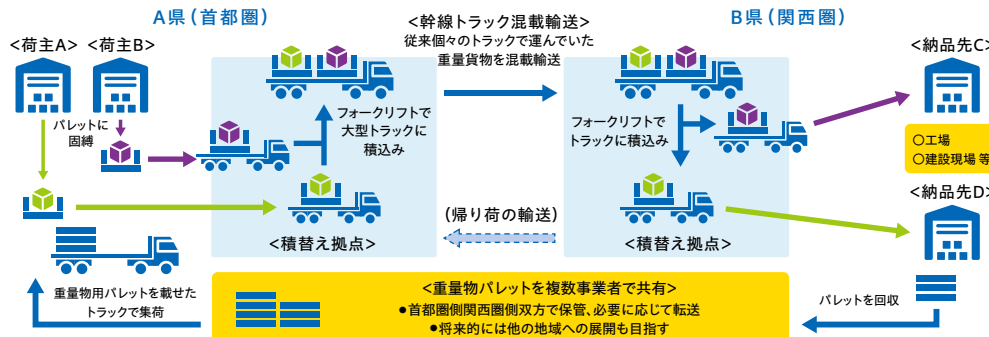 A県（首都圏）
<荷主A>
<荷主B>
パレットに
固縛
フォークリフトで
大型トラックに
積込み
<積替え拠点>
重量物用パレットを載せた
トラックで集荷
<幹線トラック混載輸送>
従来個々のトラックで運んでいた
重量貨物を混載輸送
(帰り荷の輸送)
B県（関西圏）
フォークリフトで
トラックに積込み
<積替え拠点>
<納品先C>
○工場
○建設現場 等
<納品先D>
パレットを回収
<重量物パレットを複数事業者で共有>
●首都圏側関西圏側双方で保管、必要に応じて転送
●将来的には他の地域への展開も目指す